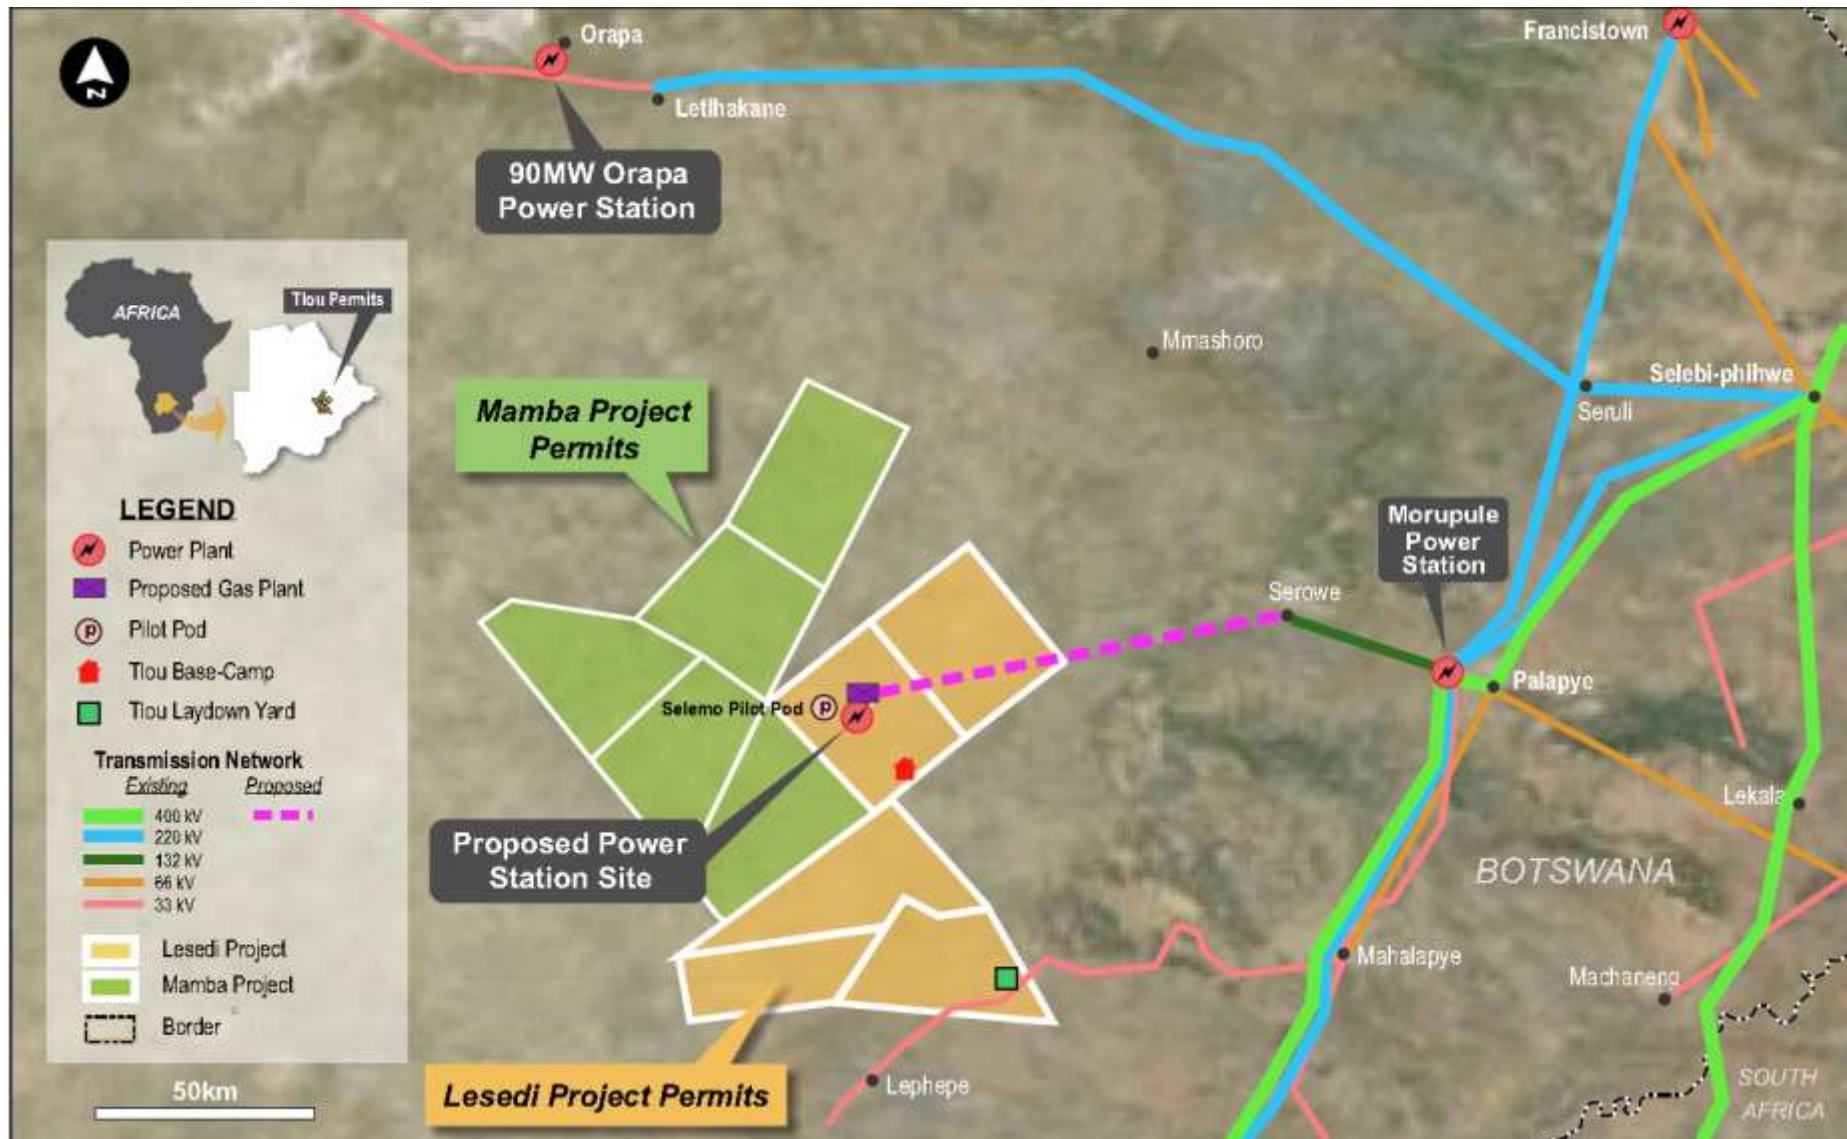 Francistown
Orapa
Letlhakane
90MW Orapa
Power Station
N
AFRICA
Tlou Permits
Mmashoro
Selebi-phihwe
Seruli
Mamba Project
Permits
LEGEND
Power Plant
Proposed Gas Plant
P
Pilot Pod
Tlou Base-Camp
Tlou Laydown Yard
Transmission Network
Existing
Proposed
400 kV
220 kV
132 kV
66 kV
33 kV
Lesedi Project
Mamba Project
Border
50km
Morupule
Power
Station
Serowe
Palapye
Selemo Pilot Pod
P
Proposed Power
Station Site
Lekala
BOTSWANA
Mahalapye
Machaneng
Lesedi Project Permits
Lephepe
SOUTH
AFRICA